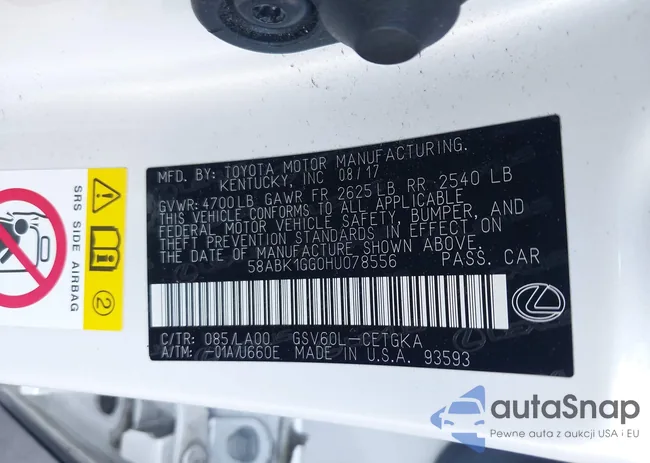 MFD. BY: TOYOTA MOTOR MANUFACTURING.
KENTUCKY, INC 08/17
GVWR: 4700LB GAWR FR 2625 LB RR 2540 LB
THIS VEHICLE CONFORMS TO ALL APPLICABLE
FEDERAL MOTOR VEHICLE SAFETY, BUMPER, AND
THEFT PREVENTION STANDARDS IN EFFECT ON
THE DATE OF MANUFACTURE SHOWN ABOVE.
58ABK1GG0HU078556 PASS. CAR
C/TR: 085/LA00 GSV60L-CETGKA
A/TM: -01A/U660E MADE IN U.S.A. 93593
SRS SIDE AIRBAG
2
autaSnap
Pewne auta z aukcji USA i EU